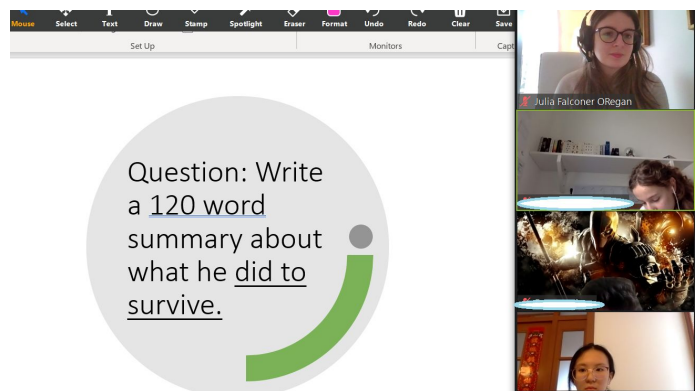 Mouse Select Text Draw Stamp Spotlight Eraser Format Undo Redo Clear Save
Set Up Monitors Capt
Julia Falconer ORegan
Question: Write
a 120 word
summary about
what he did to
survive.